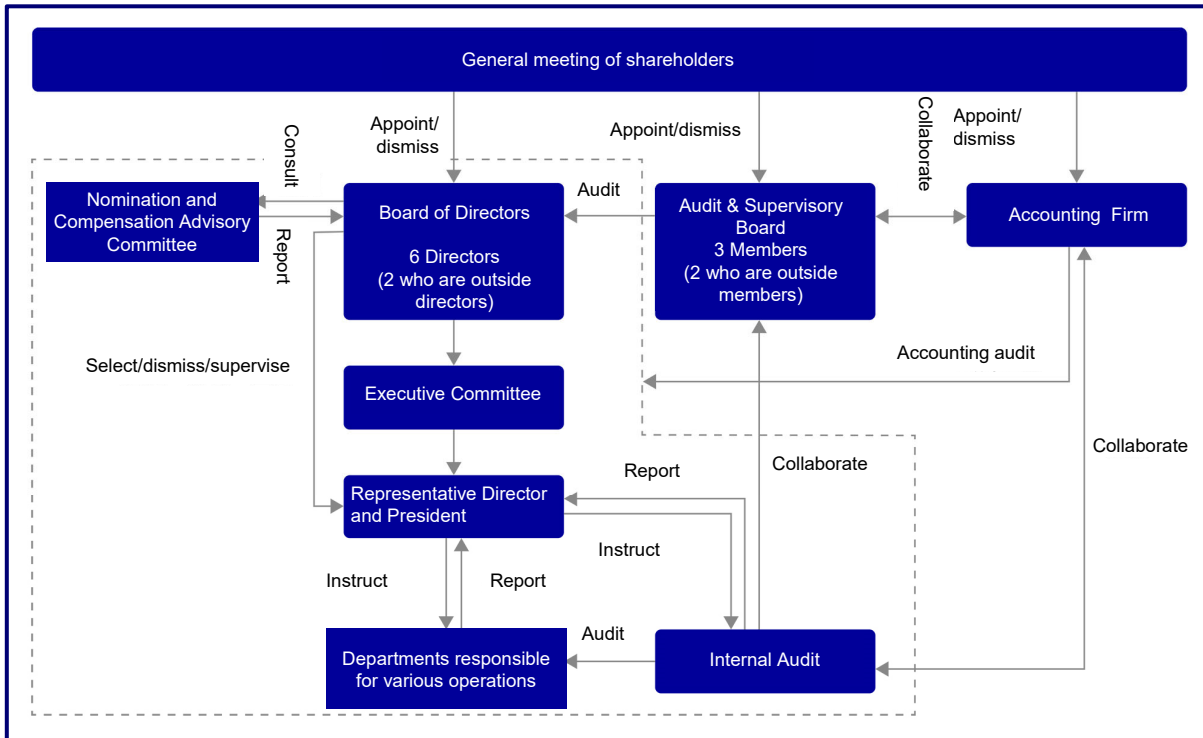 General meeting of shareholders
Appoint/
dismiss
Appoint/dismiss
Collaborate
Appoint/
dismiss
Consult
Nomination and
Compensation Advisory
Committee
Report
Board of Directors
6 Directors
(2 who are outside
directors)
Audit
Audit & Supervisory
Board
3 Members
(2 who are outside
members)
Accounting Firm
Select/dismiss/supervise
Accounting audit
Executive Committee
Collaborate
Collaborate
Report
Representative Director
and President
Instruct
Instruct
Report
Departments responsible
for various operations
Audit
Internal Audit